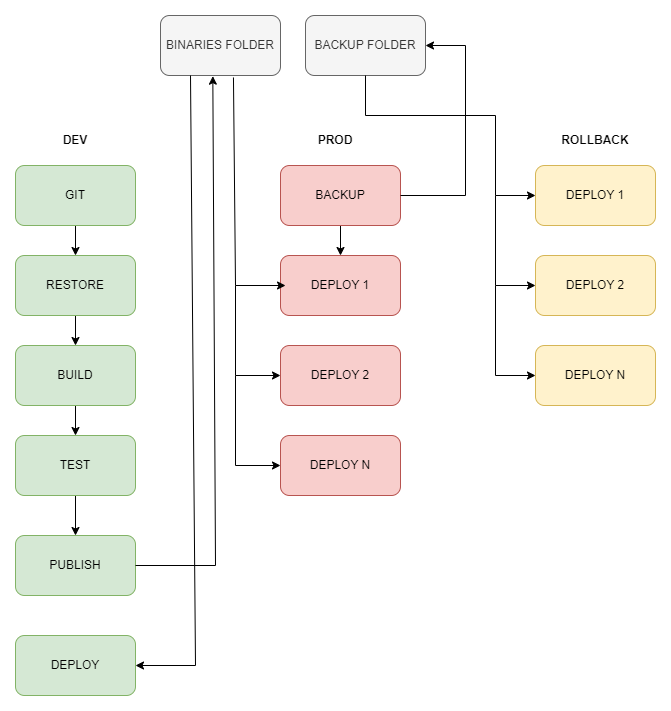 BINARIES FOLDER
BACKUP FOLDER
DEV
PROD
ROLLBACK
GIT
BACKUP
DEPLOY 1
RESTORE
DEPLOY 1
DEPLOY 2
BUILD
DEPLOY 2
DEPLOY N
TEST
DEPLOY N
PUBLISH
DEPLOY